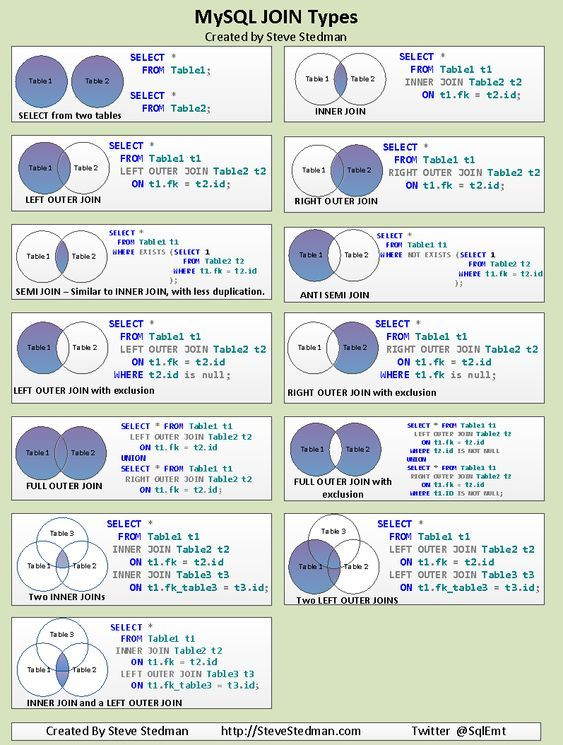 MySQL JOIN Types
Created by Steve Stedman
Table 1
Table 2
SELECT *
FROM Table1;
SELECT *
FROM Table2;
SELECT from two tables
Table 1
Table 2
SELECT *
FROM Table1 t1
INNER JOIN Table2 t2
ON t1.fk = t2.id;
INNER JOIN
Table 1
Table 2
SELECT *
FROM Table1 t1
LEFT OUTER JOIN Table2 t2
ON t1.fk = t2.id;
LEFT OUTER JOIN
Table 1
Table 2
SELECT *
FROM Table1 t1
RIGHT OUTER JOIN Table2 t2
ON t1.fk = t2.id;
RIGHT OUTER JOIN
Table 1
Table 2
SELECT *
FROM Table1 t1
WHERE EXISTS (SELECT 1
FROM Table2 t2
WHERE t1.fk = t2.id
);
SEMI JOIN – Similar to INNER JOIN, with less duplication.
Table 1
Table 2
SELECT *
FROM Table1 t1
WHERE NOT EXISTS (SELECT 1
FROM Table2 t2
WHERE t1.fk = t2.id
);
ANTI SEMI JOIN
Table 1
Table 2
SELECT *
FROM Table1 t1
LEFT OUTER JOIN Table2 t2
ON t1.fk = t2.id
WHERE t2.id is null;
LEFT OUTER JOIN with exclusion
Table 1
Table 2
SELECT *
FROM Table1 t1
RIGHT OUTER JOIN Table2 t2
ON t1.fk = t2.id
WHERE t1.fk is null;
RIGHT OUTER JOIN with exclusion
Table 1
Table 2
SELECT * FROM Table1 t1
LEFT OUTER JOIN Table2 t2
ON t1.fk = t2.id
UNION
SELECT * FROM Table1 t1
RIGHT OUTER JOIN Table2 t2
ON t1.fk = t2.id;
FULL OUTER JOIN
Table 1
Table 2
SELECT * FROM Table1 t1
LEFT OUTER JOIN Table2 t2
ON t1.fk = t2.id
WHERE t2.id IS NOT NULL
UNION
SELECT * FROM Table1 t1
RIGHT OUTER JOIN Table2 t2
ON t1.fk = t2.id
WHERE t1.ID IS NOT NULL;
FULL OUTER JOIN with
exclusion
Table 3
Table 1
Table 2
SELECT *
FROM Table1 t1
INNER JOIN Table2 t2
ON t1.fk = t2.id
INNER JOIN Table3 t3
ON t1.fk_table3 = t3.id;
Two INNER JOINs
Table 3
Table 1
Table 2
SELECT *
FROM Table1 t1
LEFT OUTER JOIN Table2 t2
ON t1.fk = t2.id
LEFT OUTER JOIN Table3 t3
ON t1.fk_table3 = t3.id;
Two LEFT OUTER JOINS
Table 3
Table 1
Table 2
SELECT *
FROM Table1 t1
INNER JOIN Table2 t2
ON t1.fk = t2.id
LEFT OUTER JOIN Table3 t3
ON t1.fk_table3 = t3.id;
INNER JOIN and a LEFT OUTER JOIN
Created By Steve Stedman http://SteveStedman.com Twitter @SqlEmt